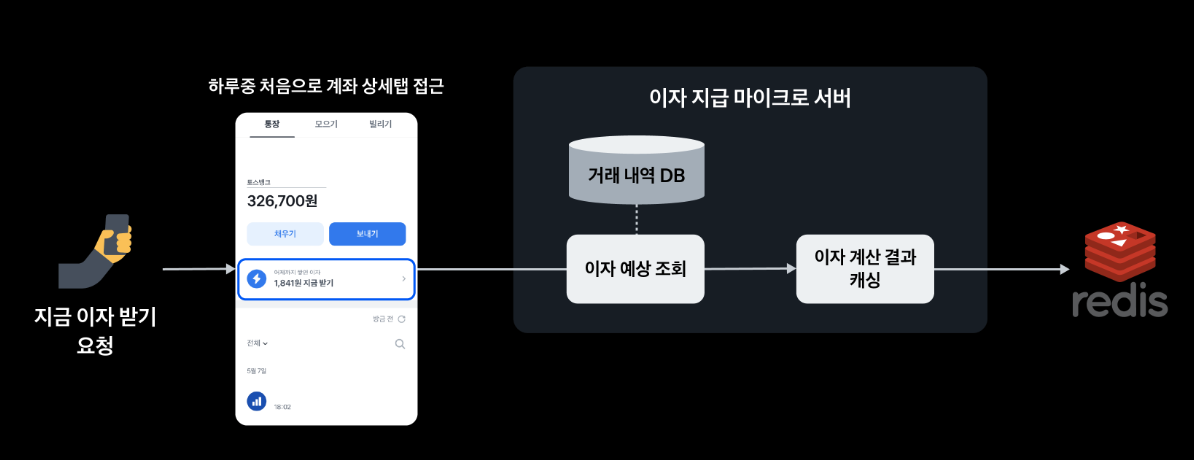 하루중 처음으로 계좌 상세탭 접근
이자 지급 마이크로 서버
통장 모으기 빌리기
거래 내역 DB
토스뱅크
326,700원
채우기 보내기
어제까지 쌓인 이자
1,841원 지금 받기
이자 예상 조회
이자 계산 결과
캐싱
redis
지금 이자 받기
요청
방금 전
전체
5월 7일
18:02